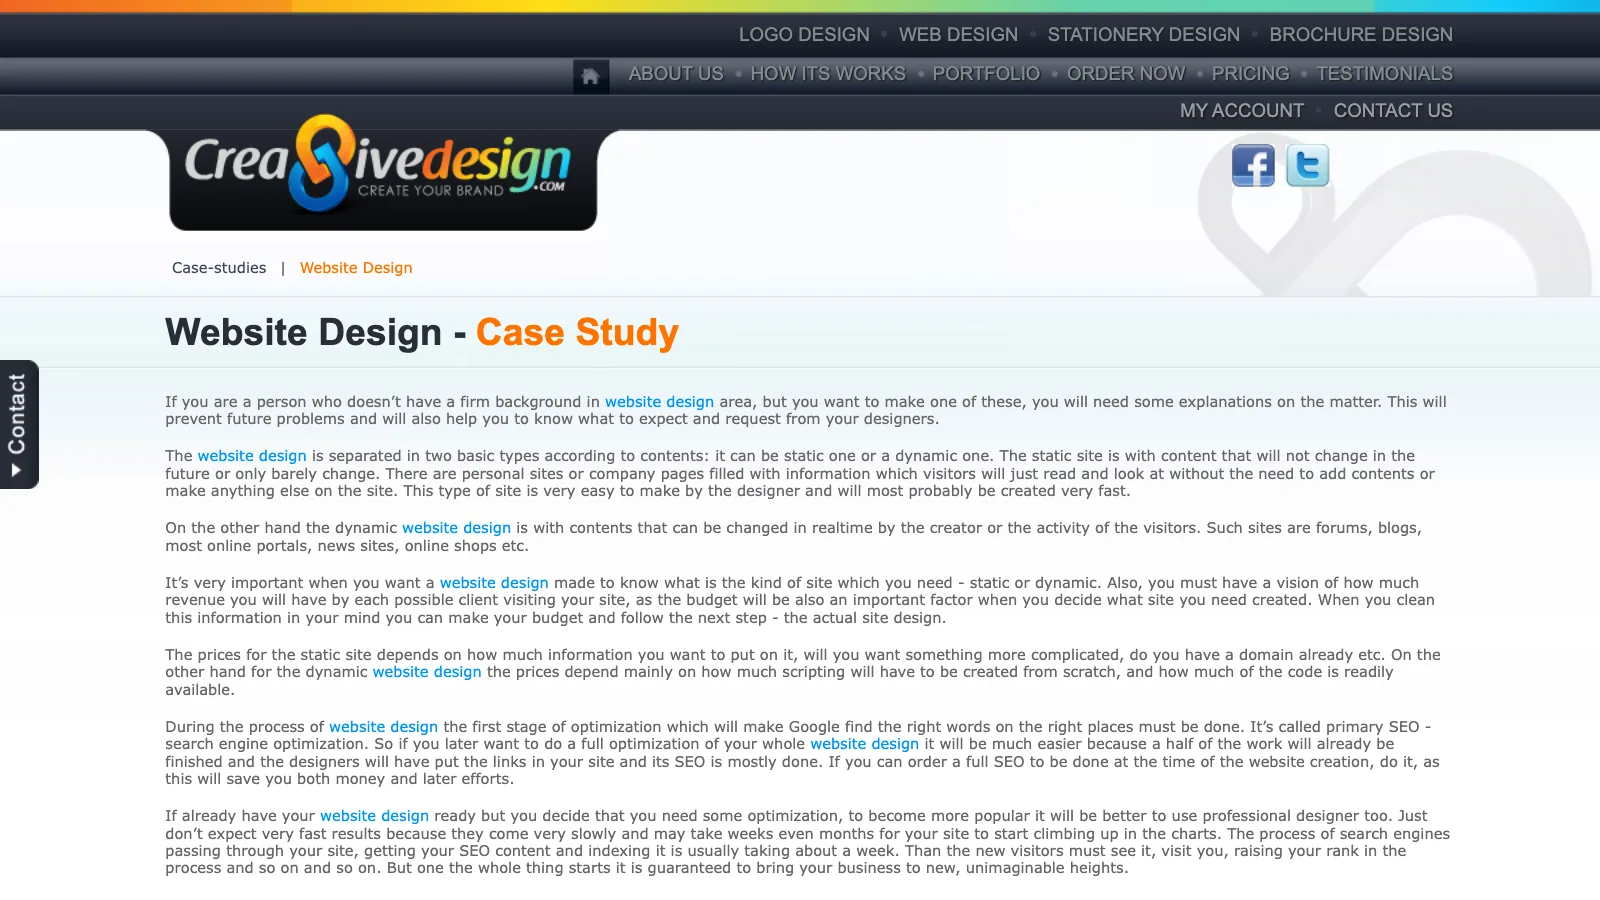 LOGO DESIGN • WEB DESIGN • STATIONERY DESIGN • BROCHURE DESIGN
ABOUT US • HOW ITS WORKS • PORTFOLIO • ORDER NOW • PRICING • TESTIMONIALS
MY ACCOUNT • CONTACT US
Crea8ivedesign.COM
CREATE YOUR BRAND
Case-studies | Website Design
Website Design - Case Study
Contact
If you are a person who doesn’t have a firm background in website design area, but you want to make one of these, you will need some explanations on the matter. This will
prevent future problems and will also help you to know what to expect and request from your designers.
The website design is separated in two basic types according to contents: it can be static one or a dynamic one. The static site is with content that will not change in the
future or only barely change. There are personal sites or company pages filled with information which visitors will just read and look at without the need to add contents or
make anything else on the site. This type of site is very easy to make by the designer and will most probably be created very fast.
On the other hand the dynamic website design is with contents that can be changed in realtime by the creator or the activity of the visitors. Such sites are forums, blogs,
most online portals, news sites, online shops etc.
It’s very important when you want a website design made to know what is the kind of site which you need - static or dynamic. Also, you must have a vision of how much
revenue you will have by each possible client visiting your site, as the budget will be also an important factor when you decide what site you need created. When you clean
this information in your mind you can make your budget and follow the next step - the actual site design.
The prices for the static site depends on how much information you want to put on it, will you want something more complicated, do you have a domain already etc. On the
other hand for the dynamic website design the prices depend mainly on how much scripting will have to be created from scratch, and how much of the code is readily
available.
During the process of website design the first stage of optimization which will make Google find the right words on the right places must be done. It’s called primary SEO -
search engine optimization. So if you later want to do a full optimization of your whole website design it will be much easier because a half of the work will already be
finished and the designers will have put the links in your site and its SEO is mostly done. If you can order a full SEO to be done at the time of the website creation, do it, as
this will save you both money and later efforts.
If already have your website design ready but you decide that you need some optimization, to become more popular it will be better to use professional designer too. Just
don’t expect very fast results because they come very slowly and may take weeks even months for your site to start climbing up in the charts. The process of search engines
passing through your site, getting your SEO content and indexing it is usually taking about a week. Than the new visitors must see it, visit you, raising your rank in the
process and so on and so on. But one the whole thing starts it is guaranteed to bring your business to new, unimaginable heights.